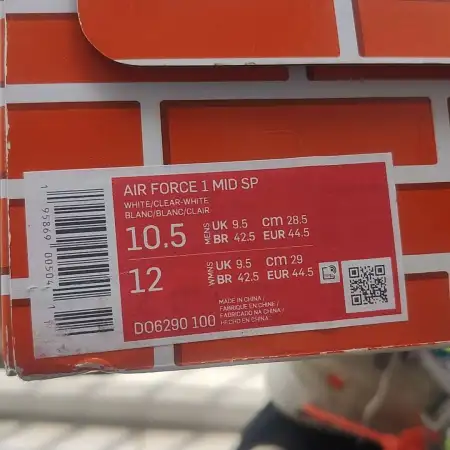 AIR FORCE 1 MID SP
WHITE/CLEAR-WHITE
BLANC/BLANC/CLAIR
10.5 MENS UK 9.5 CM 28.5
BR 42.5 EUR 44.5
12 WMNS UK 9.5 CM 29
BR 42.5 EUR 44.5
MADE IN CHINA /
FABRIQUE EN CHINE /
FABRICADO NA CHINA /
HECHO EN CHINA
DO6290 100